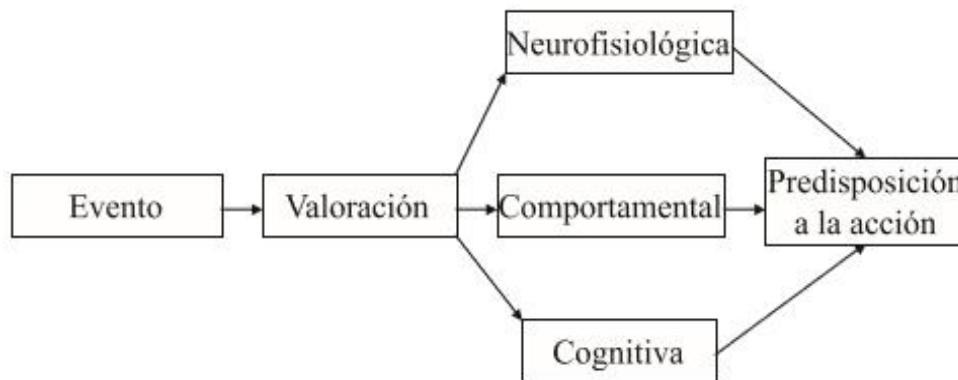 Neurofisiológica
Evento
Valoración
Comportamental
Predisposición
a la acción
Cognitiva